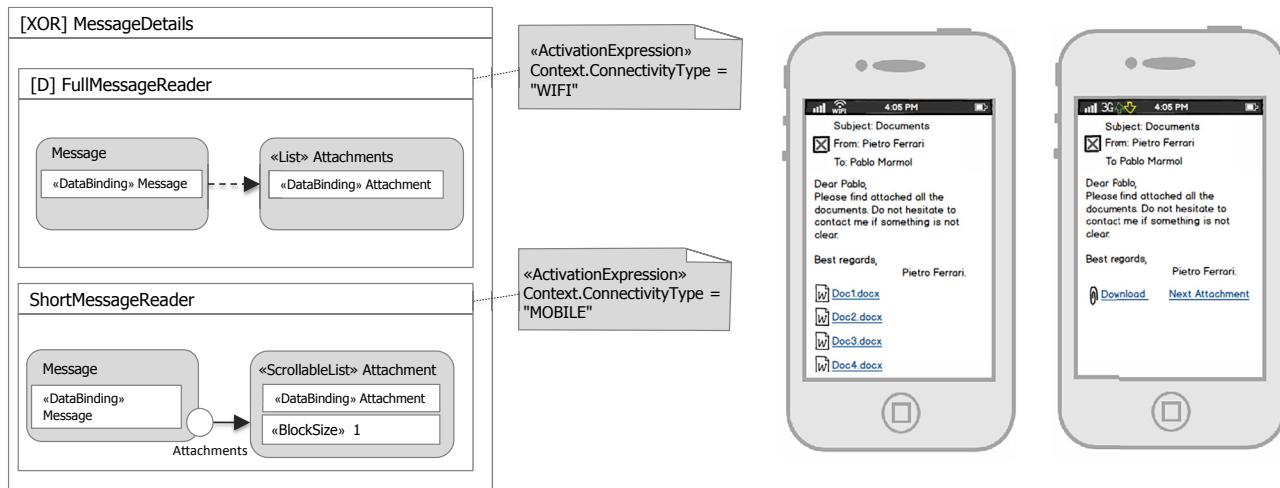 [XOR] MessageDetails
[D] FullMessageReader
Message
«DataBinding» Message
«List» Attachments
«DataBinding» Attachment
«ActivationExpression»
Context.ConnectivityType =
"WIFI"
ShortMessageReader
Message
«DataBinding»
Message
Attachments
«ScrollableList» Attachment
«DataBinding» Attachment
«BlockSize» 1
«ActivationExpression»
Context.ConnectivityType =
"MOBILE"
WIFI 4:05 PM
Subject: Documents
From: Pietro Ferrari
To: Pablo Marmol
Dear Pablo,
Please find attached all the
documents. Do not hesitate to
contact me if something is not
clear.
Best regards,
Pietro Ferrari.
W Doc1.docx
W Doc2.docx
W Doc3.docx
W Doc4.docx
3G 4:05 PM
Subject: Documents
From: Pietro Ferrari
To Pablo Marmol
Dear Pablo,
Please find attached all the
documents. Do not hesitate to
contact me if something is not
clear.
Best regards,
Pietro Ferrari.
Download Next Attachment